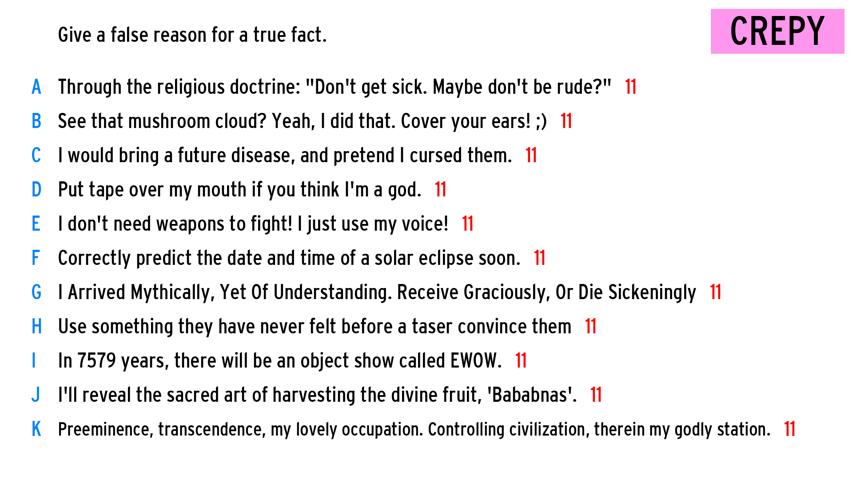 Give a false reason for a true fact.
CREPY
A Through the religious doctrine: "Don't get sick. Maybe don't be rude?" 11
B See that mushroom cloud? Yeah, I did that. Cover your ears! ;) 11
C I would bring a future disease, and pretend I cursed them. 11
D Put tape over my mouth if you think I'm a god. 11
E I don't need weapons to fight! I just use my voice! 11
F Correctly predict the date and time of a solar eclipse soon. 11
G I Arrived Mythically, Yet Of Understanding. Receive Graciously, Or Die Sickeningly 11
H Use something they have never felt before a taser convince them 11
I In 7579 years, there will be an object show called EWOW. 11
J I'll reveal the sacred art of harvesting the divine fruit, 'Bababnas'. 11
K Preeminence, transcendence, my lovely occupation. Controlling civilization, therein my godly station. 11